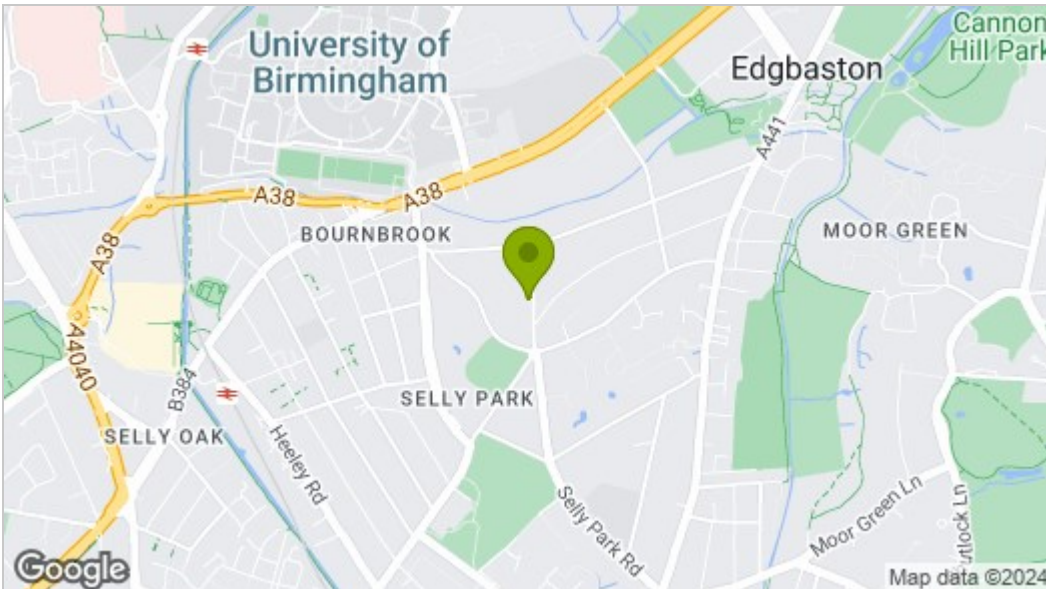 University of
Birmingham
Cannon
Hill Park
Edgbaston
A441
A38
A38
BOURNBROOK
MOOR GREEN
A38
A4040
B384
SELLY PARK
SELLY OAK
Heeley Rd
Selly Park Rd
Moor Green Ln
utlock Ln
Google
Map data ©2024